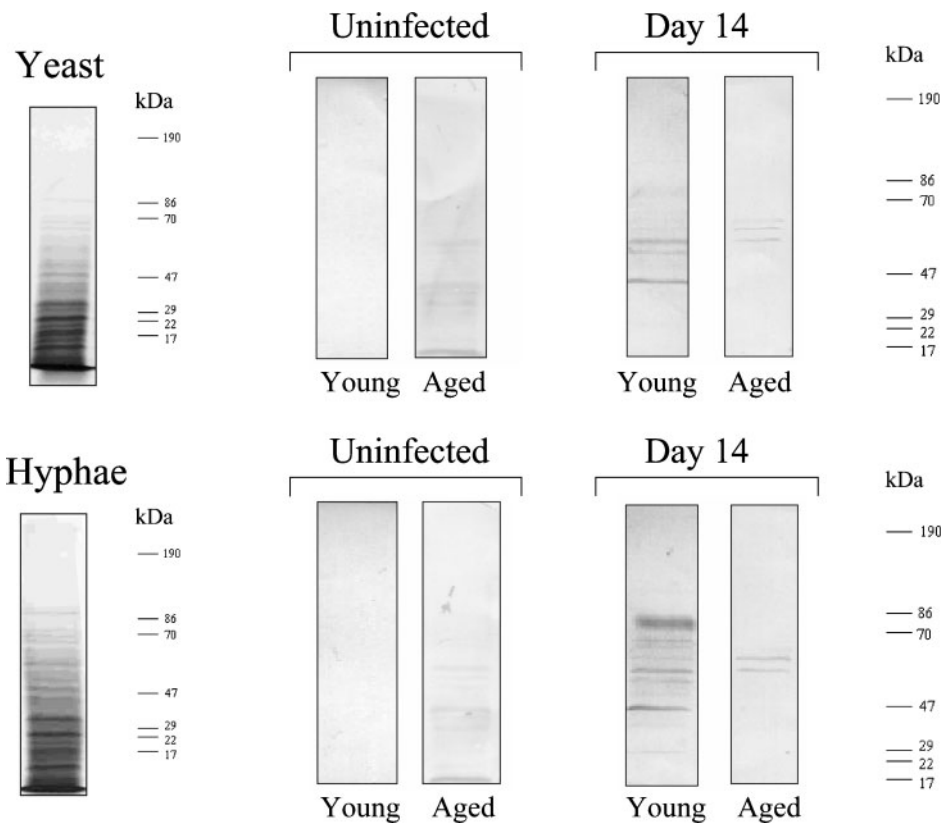 Yeast
kDa
190
86
70
47
29
22
17
Uninfected
Young Aged
Day 14
Young Aged
kDa
190
86
70
47
29
22
17
Hyphae
kDa
190
86
70
47
29
22
17
Uninfected
Young Aged
Day 14
Young Aged
kDa
190
86
70
47
29
22
17